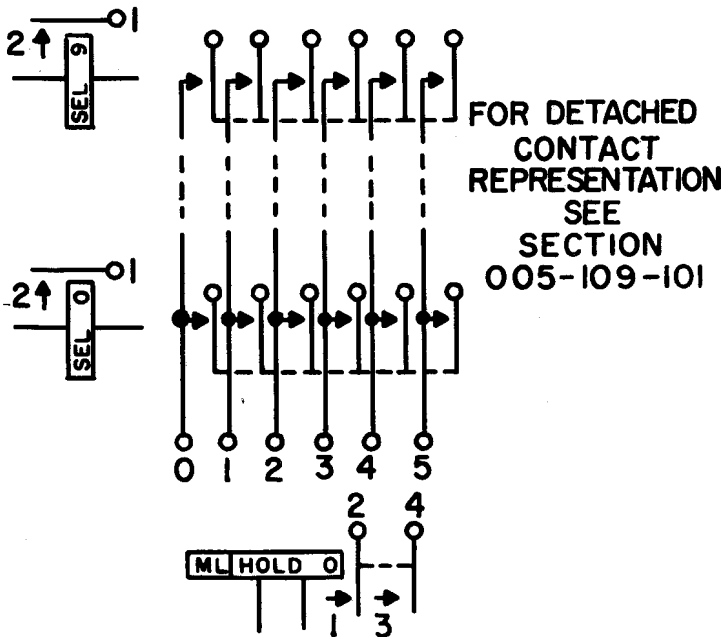 1
2
SEL 9
FOR DETACHED
CONTACT
REPRESENTATION
SEE
SECTION
005-109-101
1
2
SEL 0
0 1 2 3 4 5
2 4
ML HOLD 0
1 3